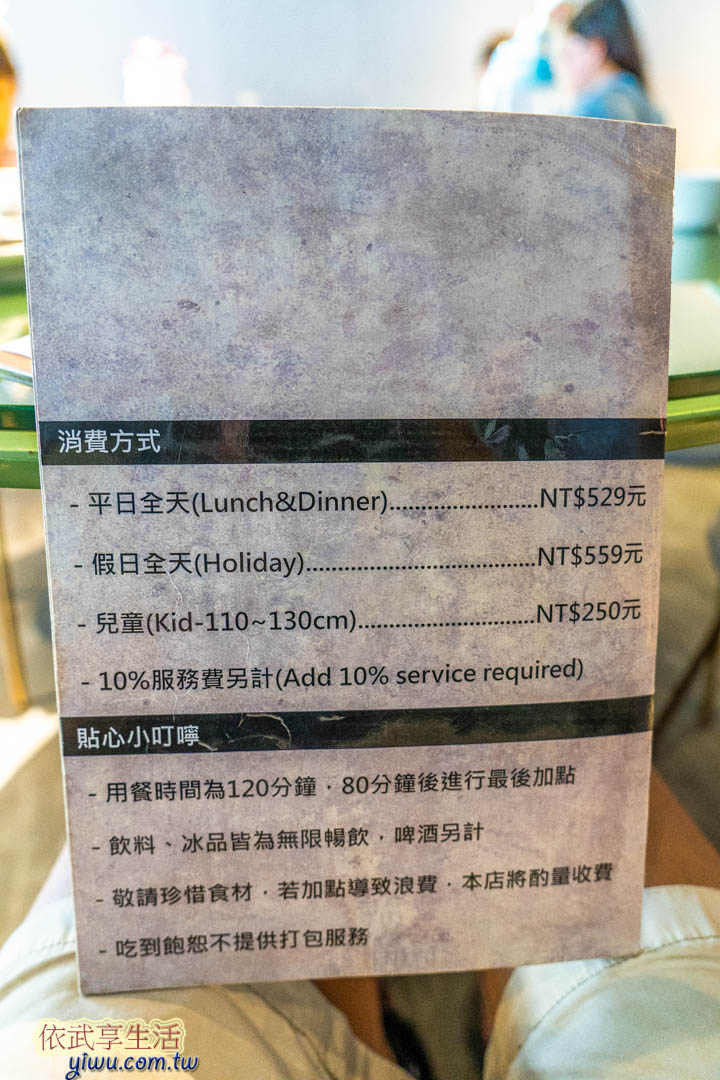 消費方式
- 平日全天(Lunch&Dinner)........................NT$529元
- 假日全天(Holiday)......................................NT$559元
- 兒童(Kid-110~130cm).............................NT$250元
- 10%服務費另計(Add 10% service required)
貼心小叮嚀
- 用餐時間為120分鐘，80分鐘後進行最後加點
- 飲料、冰品皆為無限暢飲，啤酒另計
- 敬請珍惜食材，若加點導致浪費，本店將酌量收費
- 吃到飽恕不提供打包服務
依武享生活
yiwu.com.tw